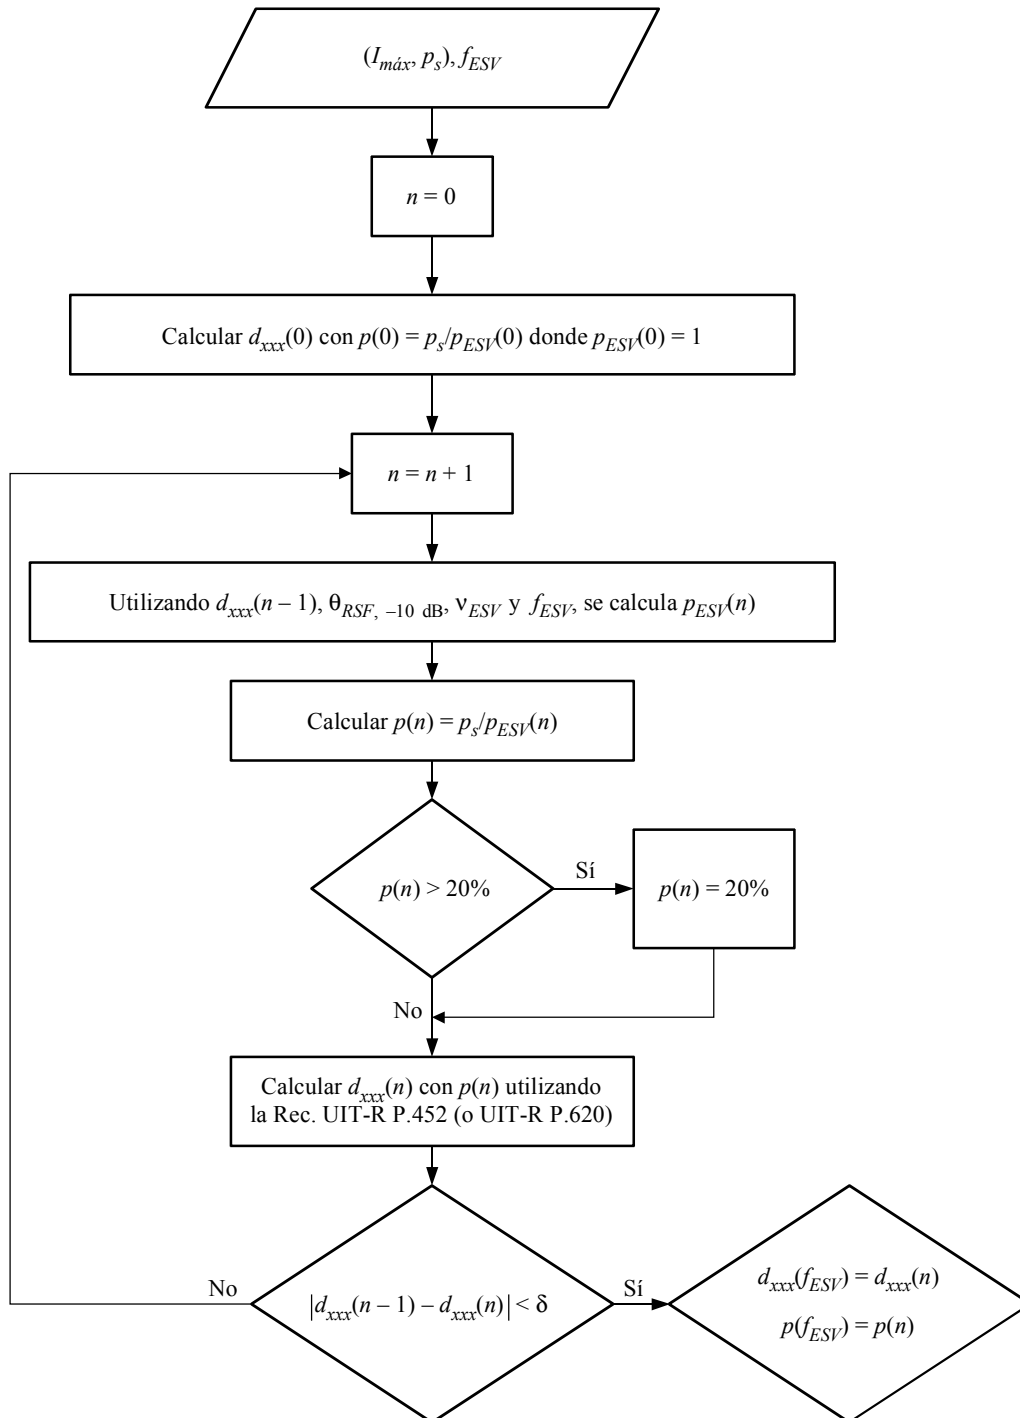 (I_máx, p_s), f_ESV
n = 0
Calcular d_xxx(0) con p(0) = p_s/p_ESV(0) donde p_ESV(0) = 1
n = n + 1
Utilizando d_xxx(n – 1), θ_RSF, –10 dB, ν_ESV y f_ESV, se calcula p_ESV(n)
Calcular p(n) = p_s/p_ESV(n)
p(n) > 20%
Sí
p(n) = 20%
No
Calcular d_xxx(n) con p(n) utilizando
la Rec. UIT-R P.452 (o UIT-R P.620)
No
|d_xxx(n – 1) – d_xxx(n)| < δ
Sí
d_xxx(f_ESV) = d_xxx(n)
p(f_ESV) = p(n)